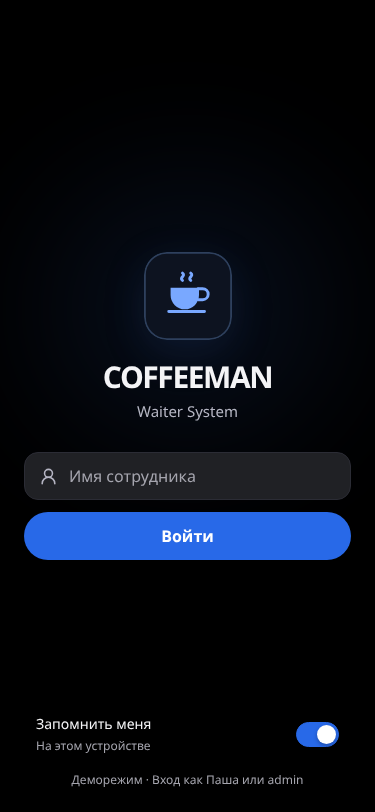 COFFEEMAN
Waiter System
Имя сотрудника
Войти
Запомнить меня
На этом устройстве
Деморежим · Вход как Паша или admin